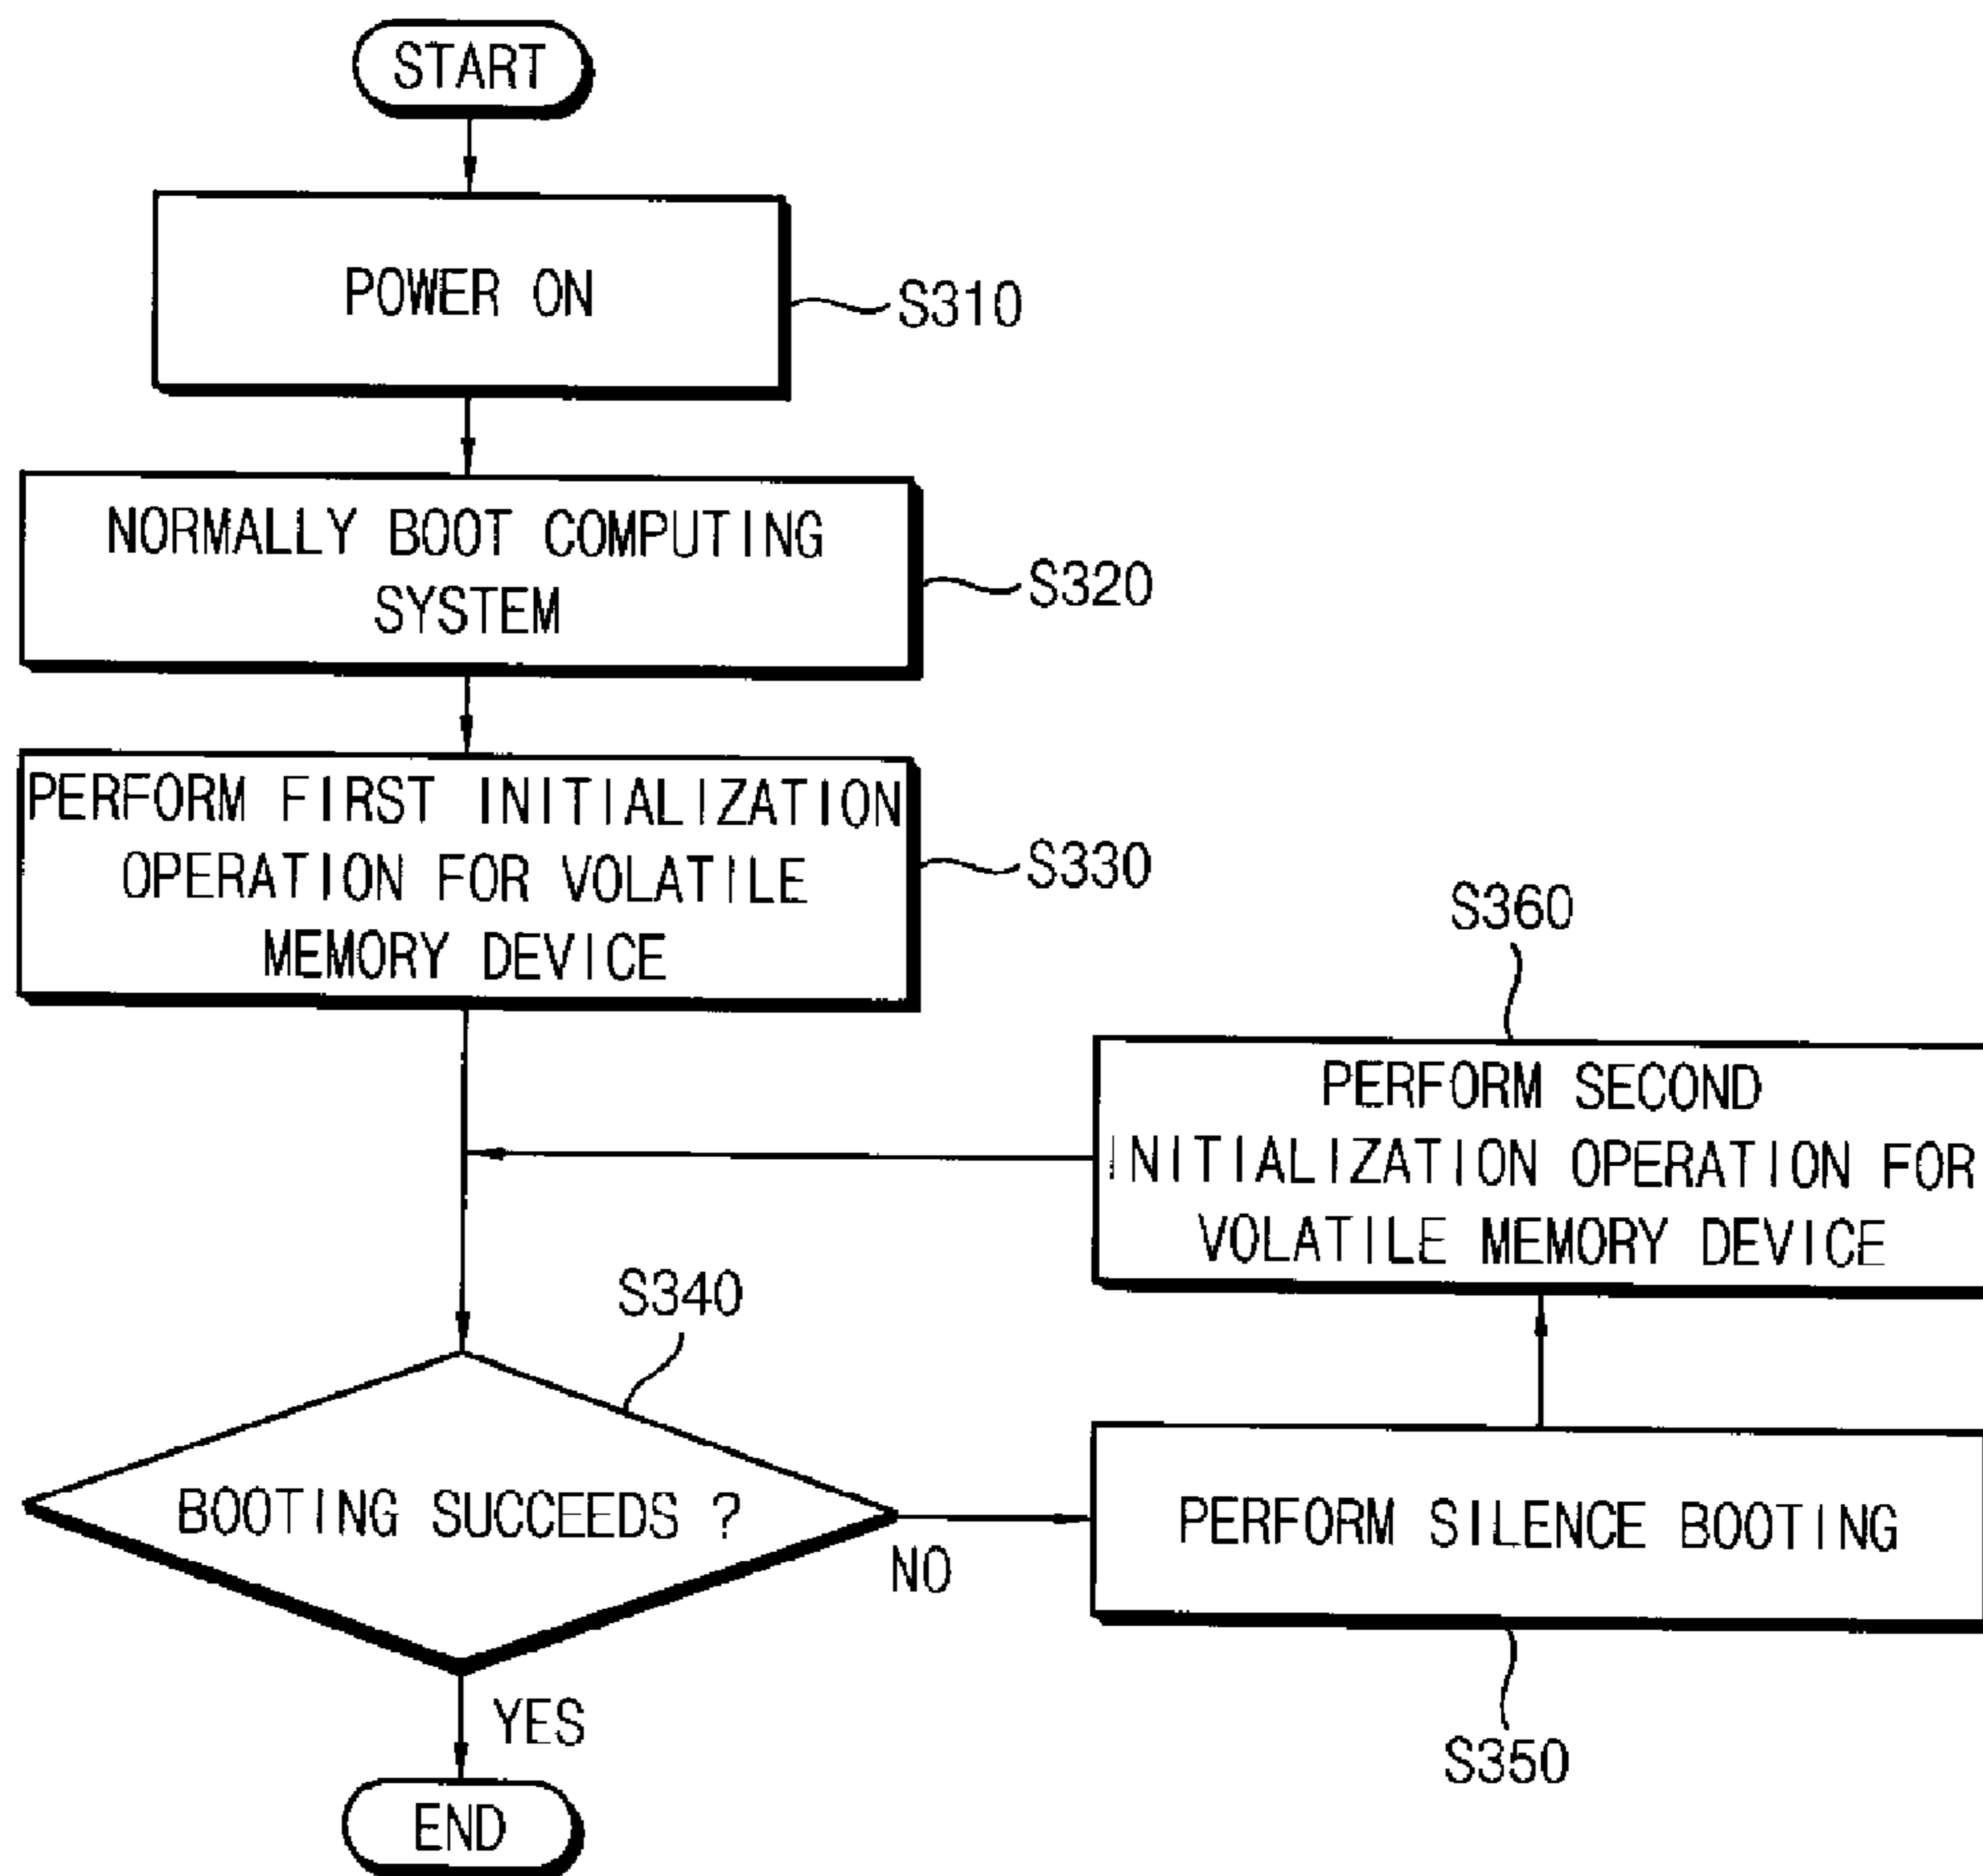 START
POWER ON
S310
NORMALLY BOOT COMPUTING
SYSTEM
S320
PERFORM FIRST INITIALIZATION
OPERATION FOR VOLATILE
MEMORY DEVICE
S330
S340
BOOTING SUCCEEDS ?
NO
YES
END
S360
PERFORM SECOND
INITIALIZATION OPERATION FOR
VOLATILE MEMORY DEVICE
PERFORM SILENCE BOOTING
S350